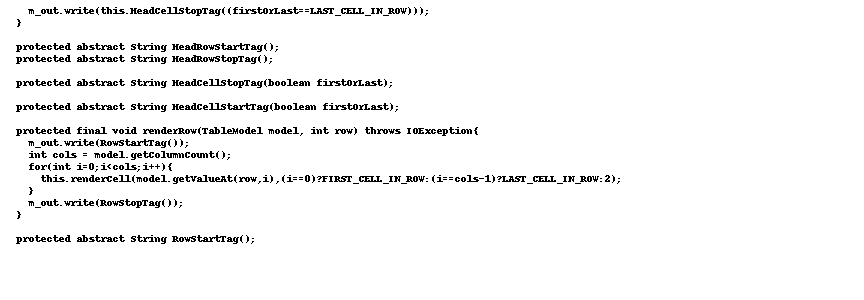 m_out.write(this.HeadCellStopTag((firstOrLast==LAST_CELL_IN_ROW)));
}
protected abstract String HeadRowStartTag();
protected abstract String HeadRowStopTag();
protected abstract String HeadCellStopTag(boolean firstOrLast);
protected abstract String HeadCellStartTag(boolean firstOrLast);
protected final void renderRow(TableModel model, int row) throws IOException{
m_out.write(RowStartTag());
int cols = model.getColumnCount();
for(int i=0;i<cols;i++){
this.renderCell(model.getValueAt(row,i),(i==0)?FIRST_CELL_IN_ROW:(i==cols-1)?LAST_CELL_IN_ROW:2);
}
m_out.write(RowStopTag());
}
protected abstract String RowStartTag();